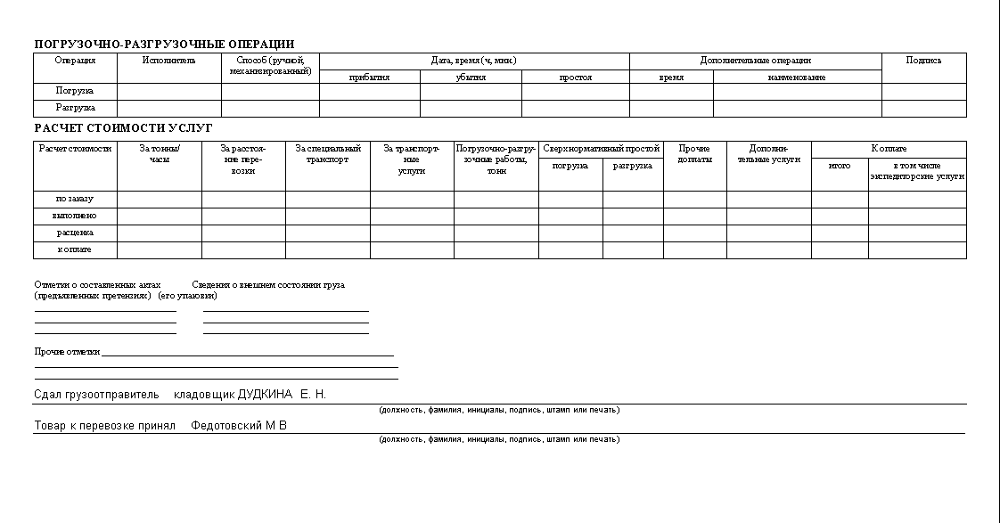 ПОГРУЗОЧНО-РАЗГРУЗОЧНЫЕ ОПЕРАЦИИ
Операция Исполнитель Способ (ручной, механизированный) Дата, время (ч, мин.) Дополнительные операции Подпись
прибытия убытия простоя время наименование
Погрузка
Разгрузка
РАСЧЕТ СТОИМОСТИ УСЛУГ
Расчет стоимости За тонны/ часы За расстоя- ние пере- возки За специальный транспорт За транспорт- ные услуги Погрузочно-разгру- зочные работы, тонн Сверхнормативный простой Прочие доплаты Дополни- тельные услуги К оплате
погрузка разгрузка итого в том числе экспедиторские услуги
по заказу
выполнено
расценка
к оплате
Отметки о составленных актах Сведения о внешнем состоянии груза
(предъявленных претензиях) (его упаковки)
Прочие отметки
Сдал грузоотправитель кладовщик ДУДКИНА Е. Н.
(должность, фамилия, инициалы, подпись, штамп или печать)
Товар к перевозке принял Федотовский М В
(должность, фамилия, инициалы, подпись, штамп или печать)